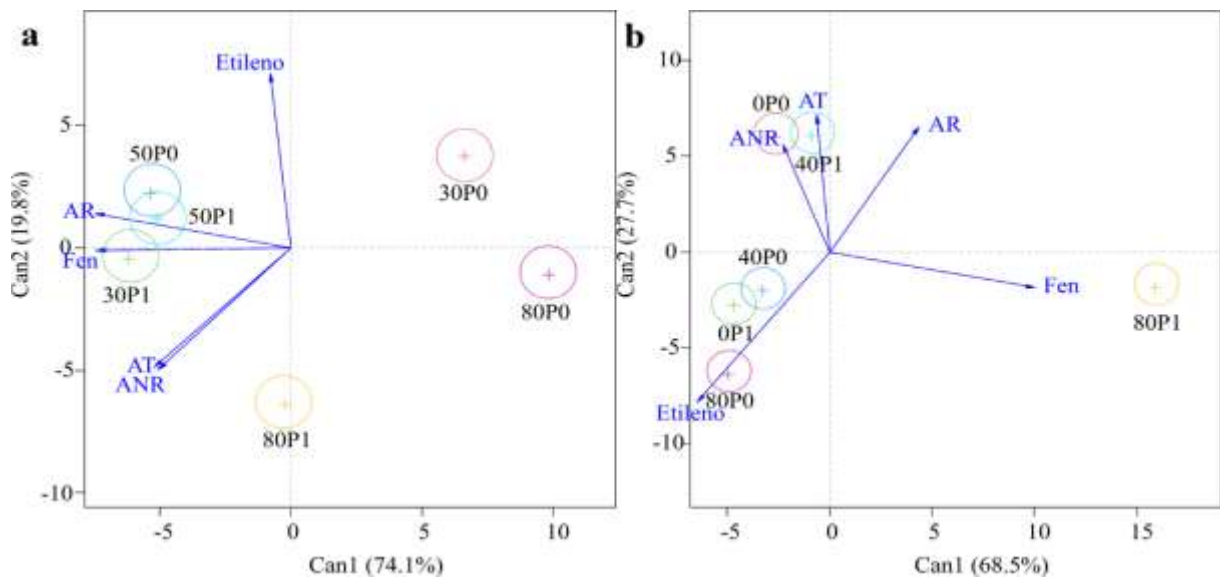 a
Etileno
5
50P0
30P0
AR
50P1
Can2 (19.8%)
0
Fen
30P1
80P0
AT
-5
ANR
80P1
-10
-5
0
5
10
Can1 (74.1%)
b
10
0P0
AT
AR
5
ANR
40P1
Can2 (27.7%)
0
40P0
Fen
0P1
80P1
-5
80P0
Etileno
-10
-5
0
5
10
15
Can1 (68.5%)